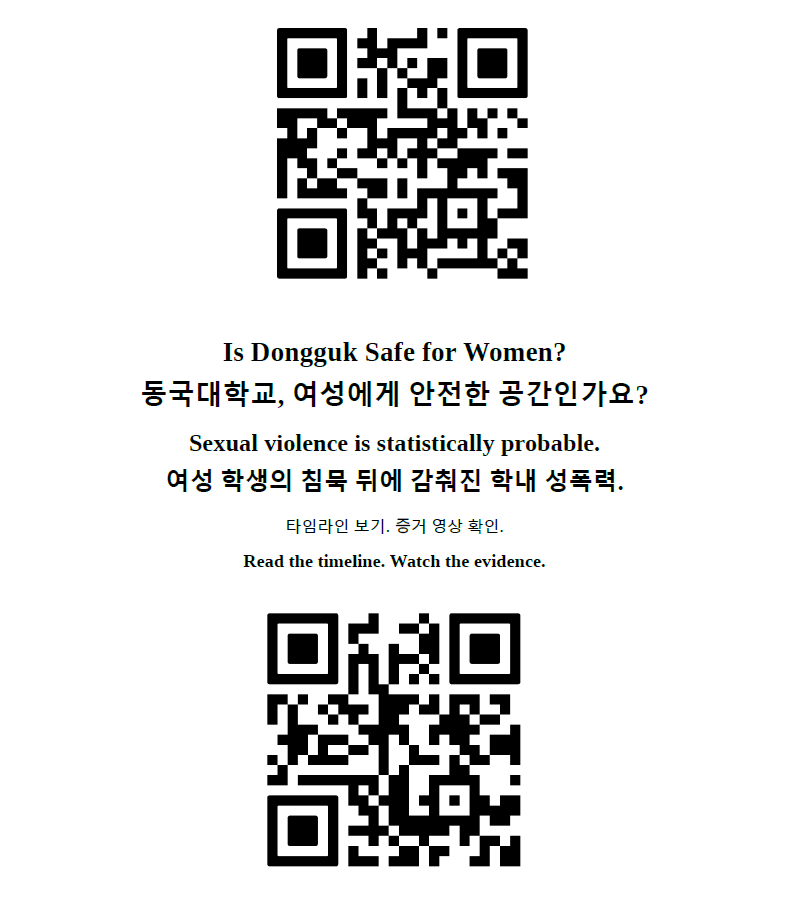 Is Dongguk Safe for Women?
동국대학교, 여성에게 안전한 공간인가요?
Sexual violence is statistically probable.
여성 학생의 침묵 뒤에 감춰진 학내 성폭력.
타임라인 보기. 증거 영상 확인.
Read the timeline. Watch the evidence.